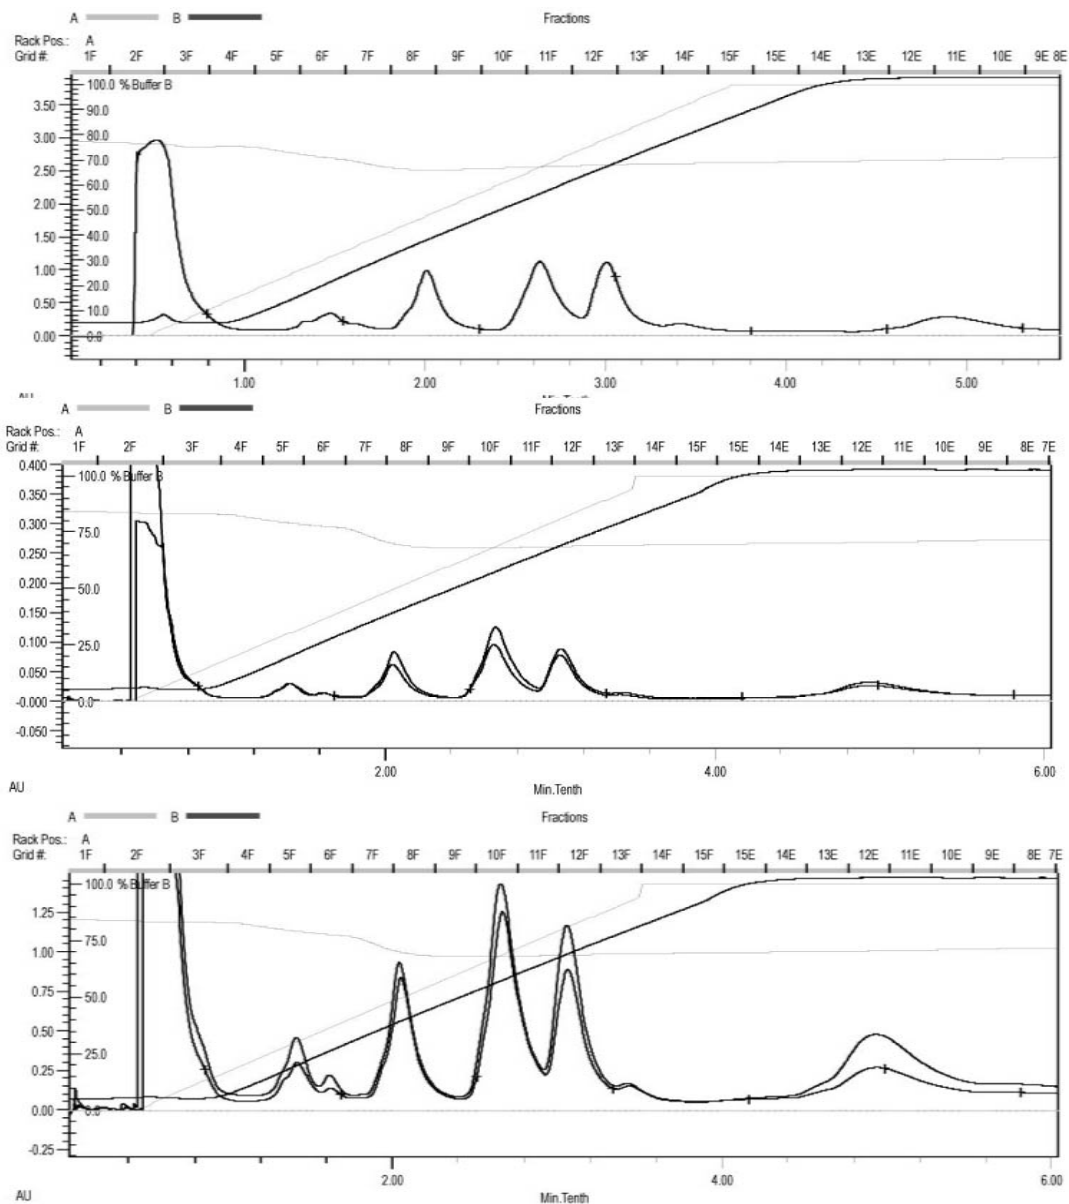 A B Fractions
Rack Pos.: A
Grid #: 1F 2F 3F 4F 5F 6F 7F 8F 9F 10F 11F 12F 13F 14F 15F 15E 14E 13E 12E 11E 10E 9E 8E
100.0 % Buffer B
3.50
90.0
3.00
80.0
70.0
2.50
60.0
2.00
50.0
1.50
40.0
30.0
1.00
20.0
0.50
10.0
0.00
0.0
1.00 2.00 3.00 4.00 5.00
A B Fractions
Rack Pos.: A
Grid #: 1F 2F 3F 4F 5F 6F 7F 8F 9F 10F 11F 12F 13F 14F 15F 15E 14E 13E 12E 11E 10E 9E 8E 7E
0.400
100.0 % Buffer B
0.350
0.300
75.0
0.250
0.200
50.0
0.150
0.100
25.0
0.050
-0.000
0.0
-0.050
2.00 4.00 6.00
AU Min.Tenth
A B Fractions
Rack Pos.: A
Grid #: 1F 2F 3F 4F 5F 6F 7F 8F 9F 10F 11F 12F 13F 14F 15F 15E 14E 13E 12E 11E 10E 9E 8E 7E
100.0 % Buffer B
1.25
75.0
1.00
0.75
50.0
0.50
25.0
0.25
0.00
0.0
-0.25
2.00 4.00 6.00
AU Min.Tenth